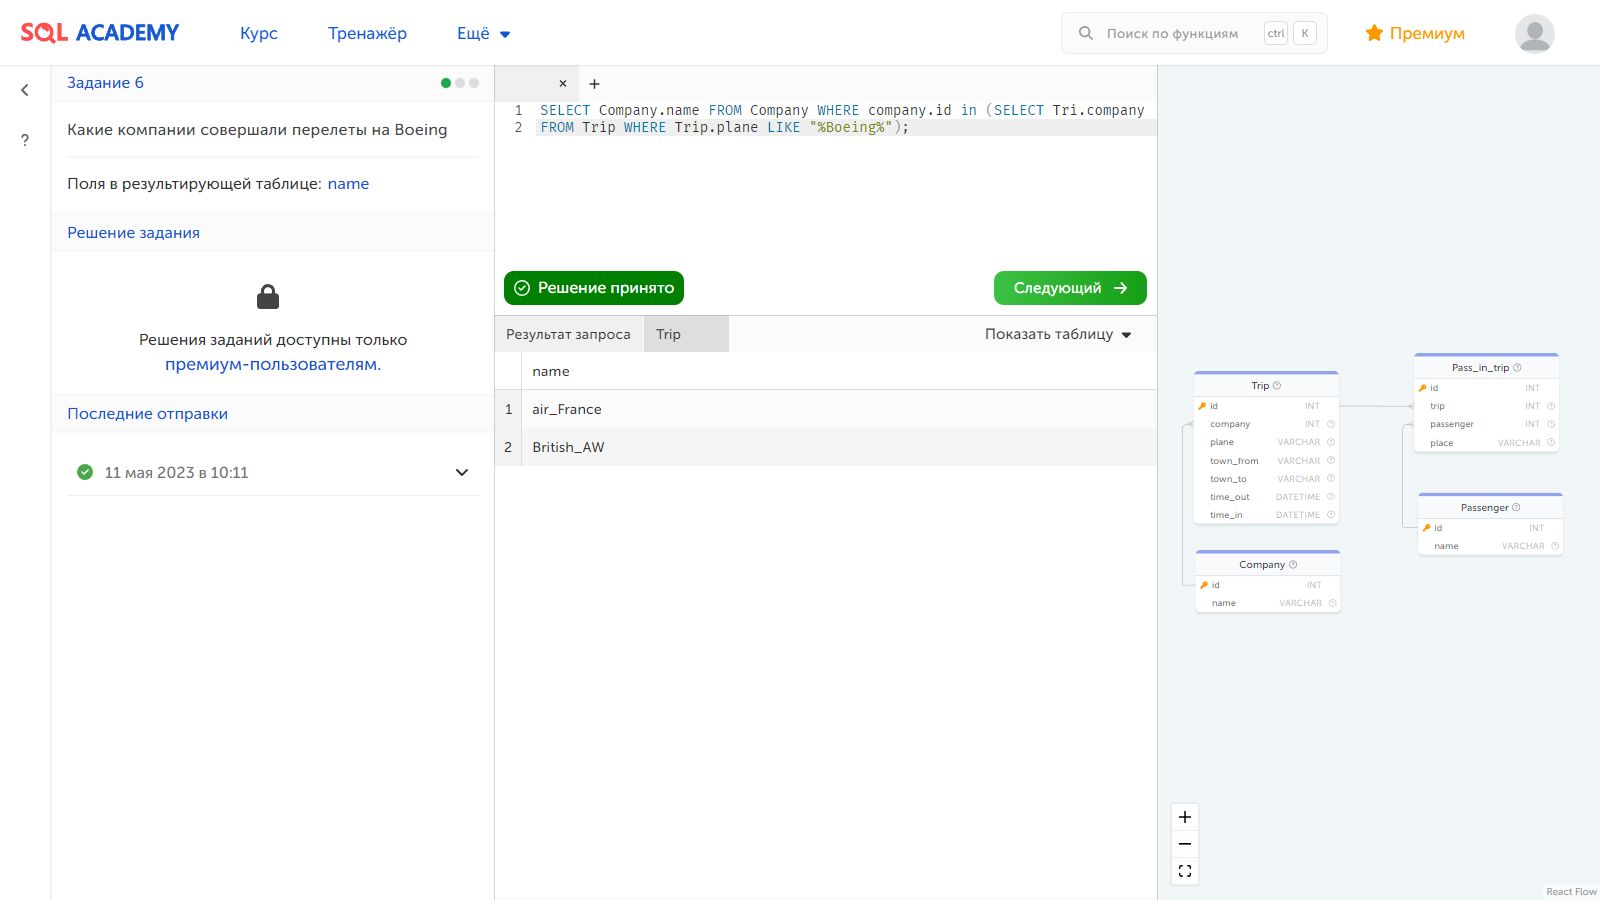 SQL ACADEMY
Курс
Тренажёр
Ещё
Поиск по функциям
ctrl
K
Премиум
Задание 6
Какие компании совершали перелеты на Boeing
Поля в результирующей таблице: name
Решение задания
Решения заданий доступны только
премиум-пользователям.
Последние отправки
11 мая 2023 в 10:11
?
× +
1 SELECT Company.name FROM Company WHERE company.id in (SELECT Tri.company
2 FROM Trip WHERE Trip.plane LIKE "%Boeing%");
Решение принято
Следующий →
Результат запроса
Trip
Показать таблицу
name
1 air_France
2 British_AW
Trip
id INT
company INT
plane VARCHAR
town_from VARCHAR
town_to VARCHAR
time_out DATETIME
time_in DATETIME
Company
id INT
name VARCHAR
Pass_in_trip
id INT
trip INT
passenger INT
place VARCHAR
Passenger
id INT
name VARCHAR
React Flow